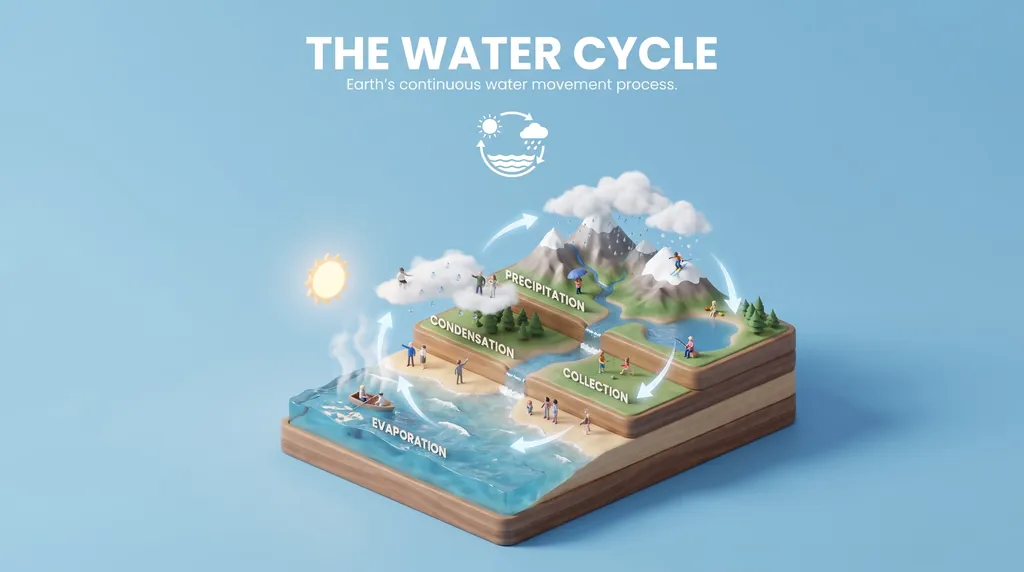 THE WATER CYCLE
Earth's continuous water movement process.
PRECIPITATION
CONDENSATION
COLLECTION
EVAPORATION